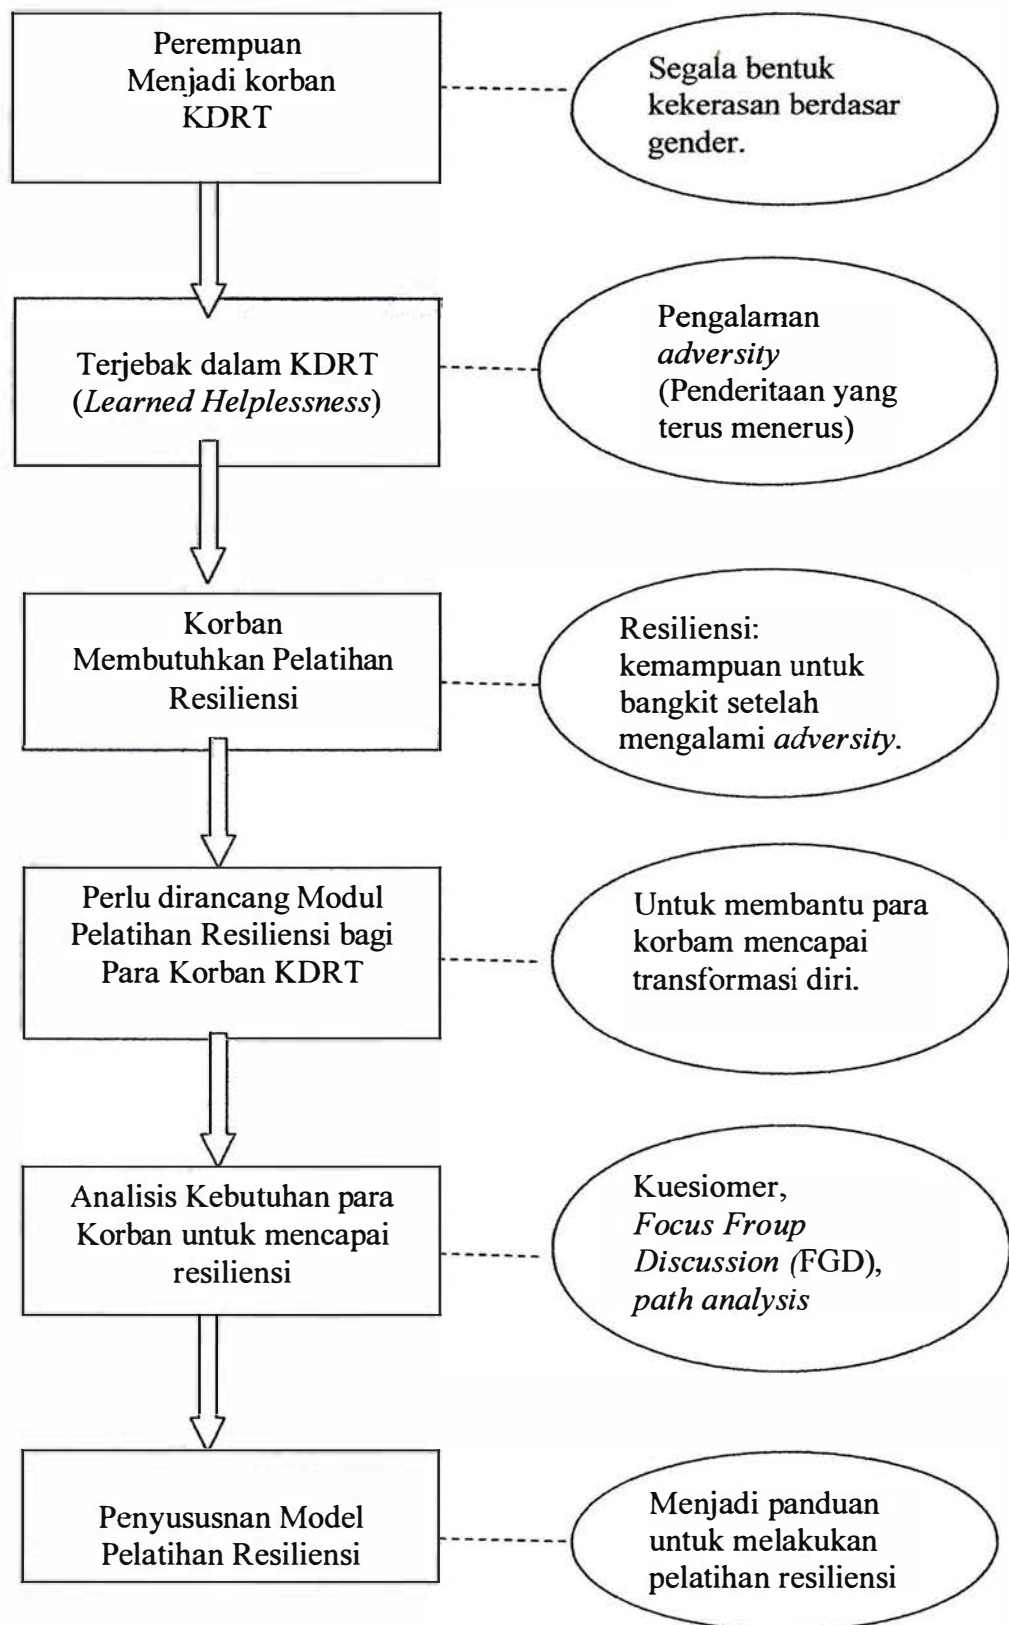 Perempuan
Menjadi korban
KDRT
Segala bentuk
kekerasan berdasar
gender.
Terjebak dalam KDRT
(Learned Helplessness)
Pengalaman
adversity
(Penderitaan yang
terus menerus)
Korban
Membutuhkan Pelatihan
Resiliensi
Resiliensi:
kemampuan untuk
bangkit setelah
mengalami adversity.
Perlu dirancang Modul
Pelatihan Resiliensi bagi
Para Korban KDRT
Untuk membantu para
korbam mencapai
transformasi diri.
Analisis Kebutuhan para
Korban untuk mencapai
resiliensi
Kuesiomer,
Focus Froup
Discussion (FGD),
path analysis
Penyususnan Model
Pelatihan Resiliensi
Menjadi panduan
untuk melakukan
pelatihan resiliensi